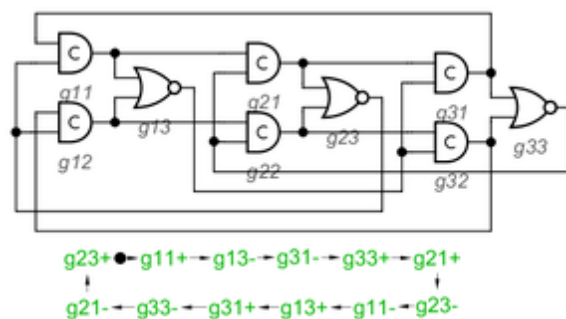 C C C
g11 g21 g31
g13 g23 g33
C C C
g12 g22 g32
g23+ g11+ g13- g31- g33+ g21+
g21- g33- g31+ g13+ g11- g23-